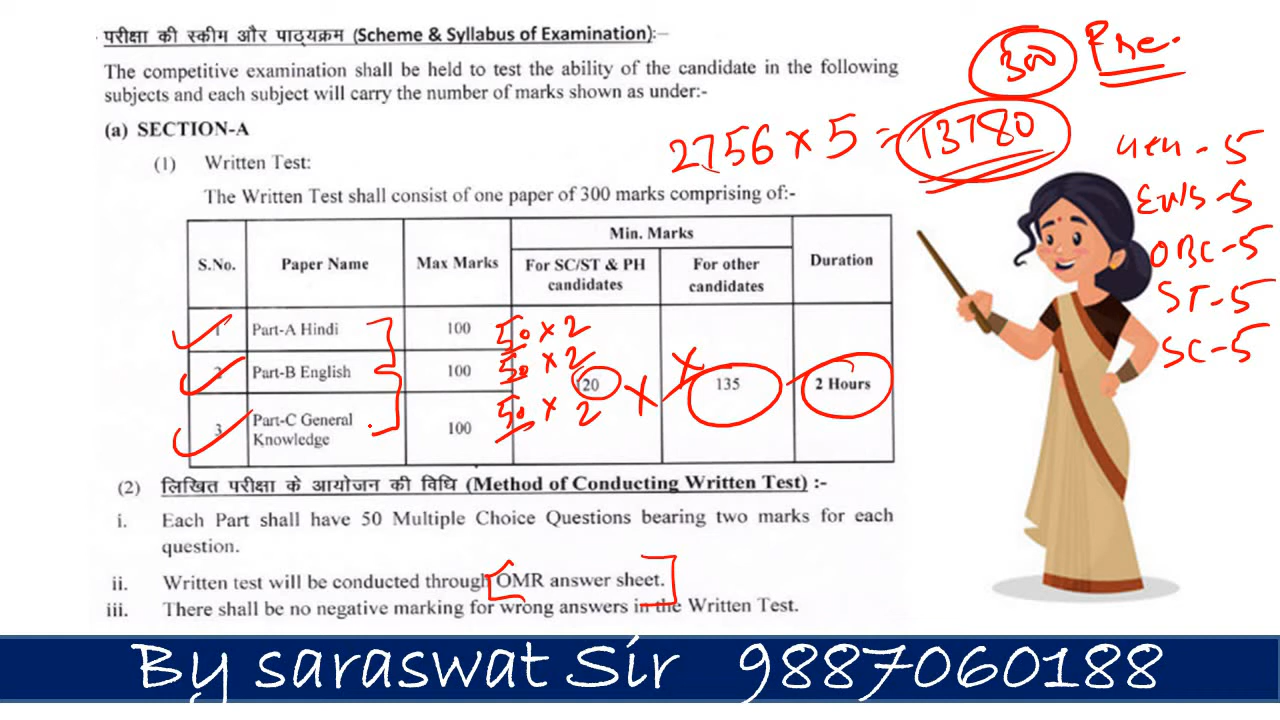 परीक्षा की स्कीम और पाठ्यक्रम (Scheme & Syllabus of Examination):-
300 Pre.
The competitive examination shall be held to test the ability of the candidate in the following
subjects and each subject will carry the number of marks shown as under:-
(a) SECTION-A
2756 × 5 = 13780
(1) Written Test:
The Written Test shall consist of one paper of 300 marks comprising of:-
Gen - 5
EWS - 5
OBC - 5
ST - 5
SC - 5
S.No. Paper Name Max Marks Min. Marks Duration
For SC/ST & PH candidates For other candidates
1 Part-A Hindi 100 50 × 2
2 Part-B English 100 50 × 2
120 × × 135 2 Hours
3 Part-C General Knowledge 100 50 × 2
(2) लिखित परीक्षा के आयोजन की विधि (Method of Conducting Written Test) :-
i. Each Part shall have 50 Multiple Choice Questions bearing two marks for each
question.
ii. Written test will be conducted through OMR answer sheet.
iii. There shall be no negative marking for wrong answers in the Written Test.
By saraswat Sir 9887060188